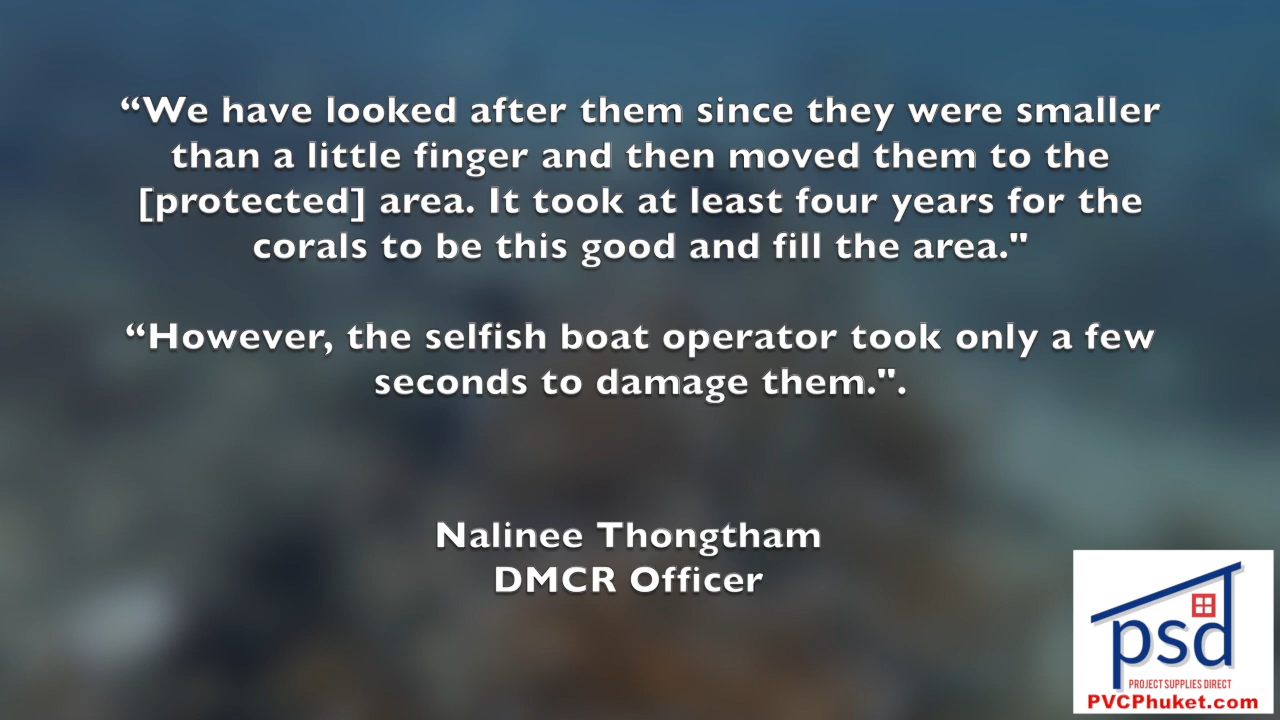 “We have looked after them since they were smaller
than a little finger and then moved them to the
[protected] area. It took at least four years for the
corals to be this good and fill the area."
“However, the selfish boat operator took only a few
seconds to damage them.".
Nalinee Thongtham
DMCR Officer
psd
PROJECT SUPPLIES DIRECT
PVCPhuket.com